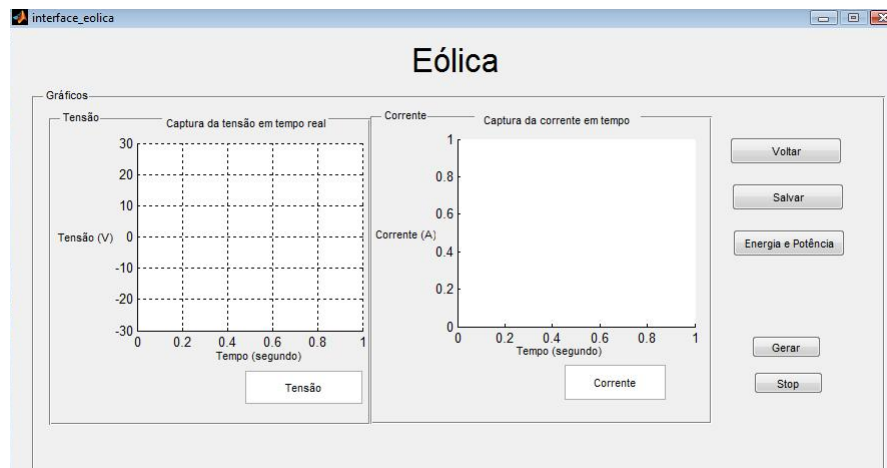 interface_eolica
Eólica
Gráficos
Tensão
Captura da tensão em tempo real
30
20
10
Tensão (V)
0
-10
-20
-30
0 0.2 0.4 0.6 0.8 1
Tempo (segundo)
Tensão
Corrente
Captura da corrente em tempo
1
0.8
0.6
Corrente (A)
0.4
0.2
0
0 0.2 0.4 0.6 0.8 1
Tempo (segundo)
Corrente
Voltar
Salvar
Energia e Potência
Gerar
Stop